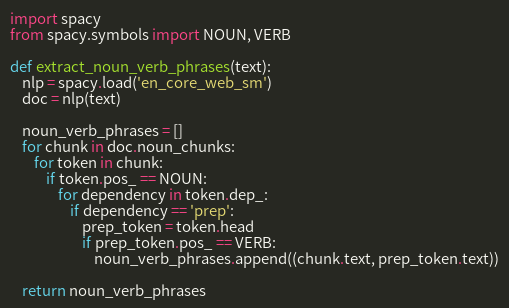 import spacy
from spacy.symbols import NOUN, VERB
def extract_noun_verb_phrases(text):
nlp = spacy.load('en_core_web_sm')
doc = nlp(text)
noun_verb_phrases = []
for chunk in doc.noun_chunks:
for token in chunk:
if token.pos_ == NOUN:
for dependency in token.dep_:
if dependency == 'prep':
prep_token = token.head
if prep_token.pos_ == VERB:
noun_verb_phrases.append((chunk.text, prep_token.text))
return noun_verb_phrases